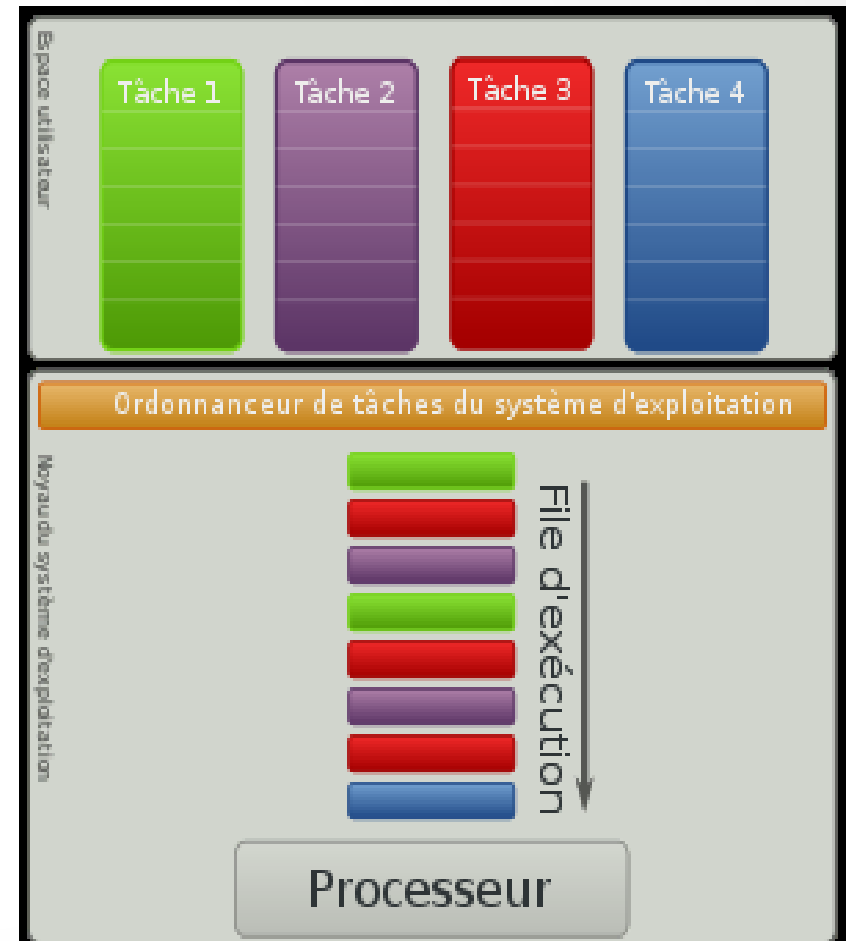 Espace utilisateur
Tâche 1
Tâche 2
Tâche 3
Tâche 4
Ordonnanceur de tâches du système d'exploitation
Noyau du système d'exploitation
File d'exécution
Processeur